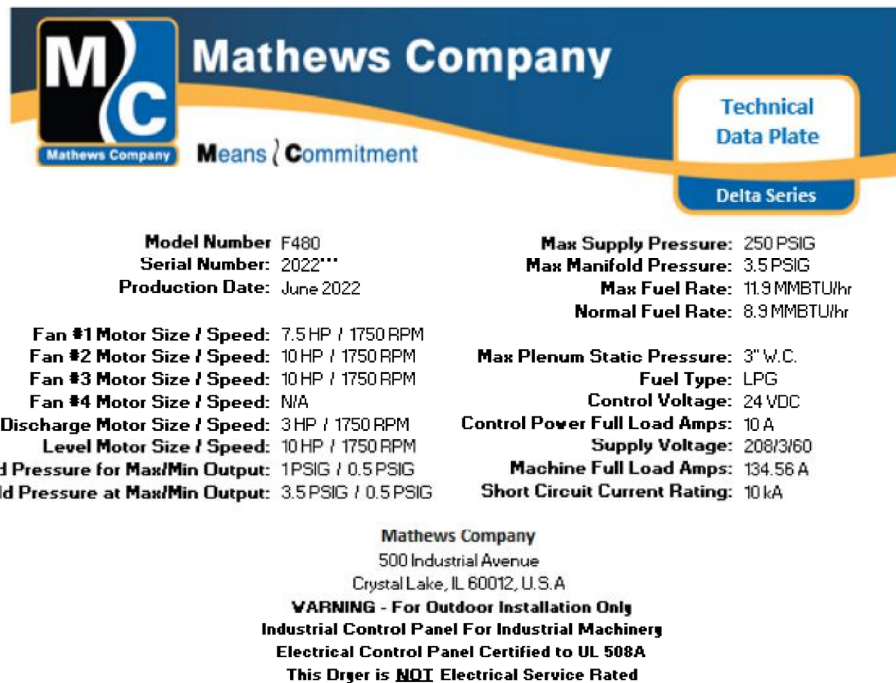 MC
Mathews Company
Mathews Company
Means Commitment
Technical
Data Plate
Delta Series
Model Number F480
Serial Number: 2022***
Production Date: June 2022
Fan #1 Motor Size / Speed: 7.5 HP / 1750 RPM
Fan #2 Motor Size / Speed: 10 HP / 1750 RPM
Fan #3 Motor Size / Speed: 10 HP / 1750 RPM
Fan #4 Motor Size / Speed: N/A
Discharge Motor Size / Speed: 3 HP / 1750 RPM
Level Motor Size / Speed: 10 HP / 1750 RPM
d Pressure for Max/Min Output: 1 PSIG / 0.5 PSIG
ld Pressure at Max/Min Output: 3.5 PSIG / 0.5 PSIG
Max Supply Pressure: 250 PSIG
Max Manifold Pressure: 3.5 PSIG
Max Fuel Rate: 11.9 MMBTU/hr
Normal Fuel Rate: 8.9 MMBTU/hr
Max Plenum Static Pressure: 3" W.C.
Fuel Type: LPG
Control Voltage: 24 VDC
Control Power Full Load Amps: 10 A
Supply Voltage: 208/3/60
Machine Full Load Amps: 134.56 A
Short Circuit Current Rating: 10 kA
Mathews Company
500 Industrial Avenue
Crystal Lake, IL 60012, U.S.A
WARNING - For Outdoor Installation Only
Industrial Control Panel For Industrial Machinery
Electrical Control Panel Certified to UL 508A
This Dryer is NOT Electrical Service Rated